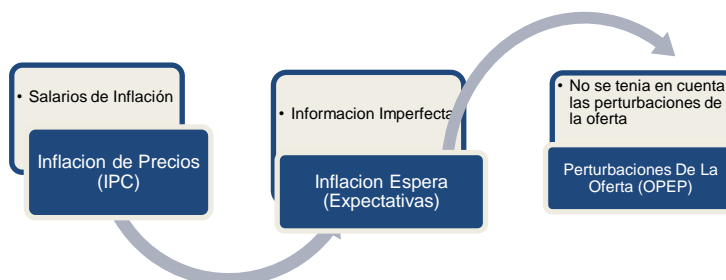 • Salarios de Inflación
Inflacion de Precios
(IPC)
• Informacion Imperfecta
Inflacion Espera
(Expectativas)
• No se tenia en cuenta
las perturbaciones de
la oferta
Perturbaciones De La
Oferta (OPEP)